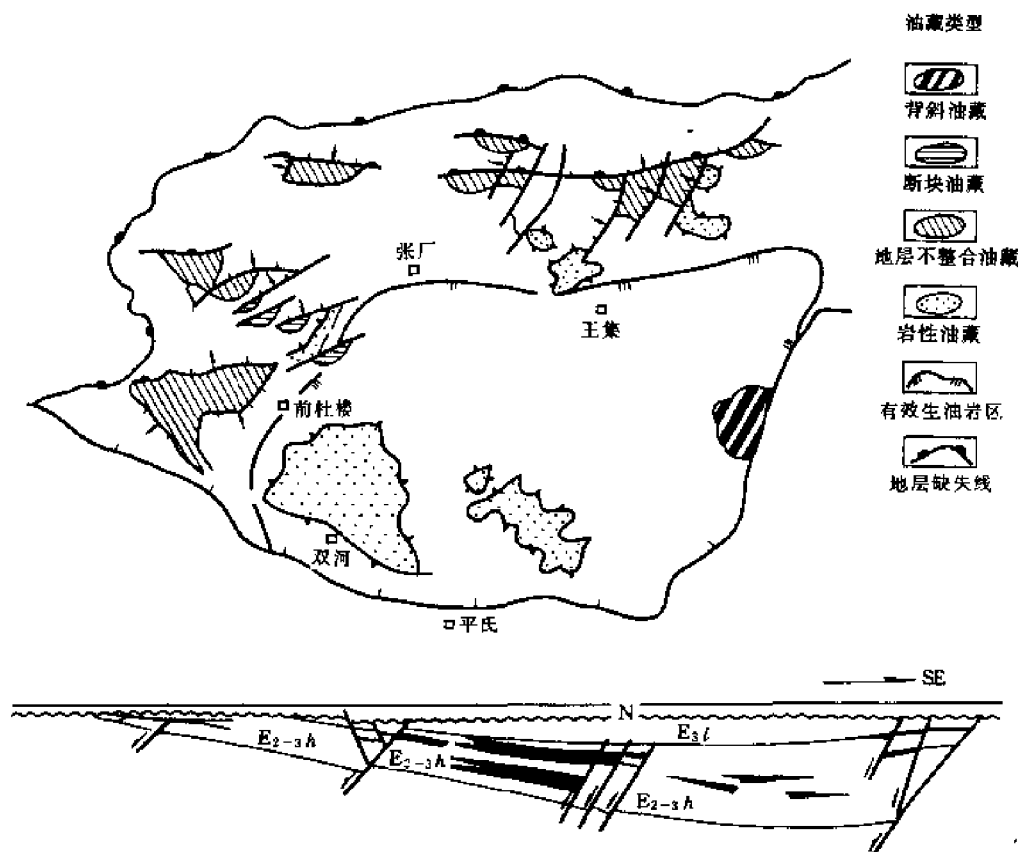 油藏类型
背斜油藏
断块油藏
地层不整合油藏
岩性油藏
有效生油岩区
地层缺失线
张厂
王集
前杜楼
双河
平氏
SE
N
E₂₋₃h
E₂₋₃h
E₃l
E₂₋₃h